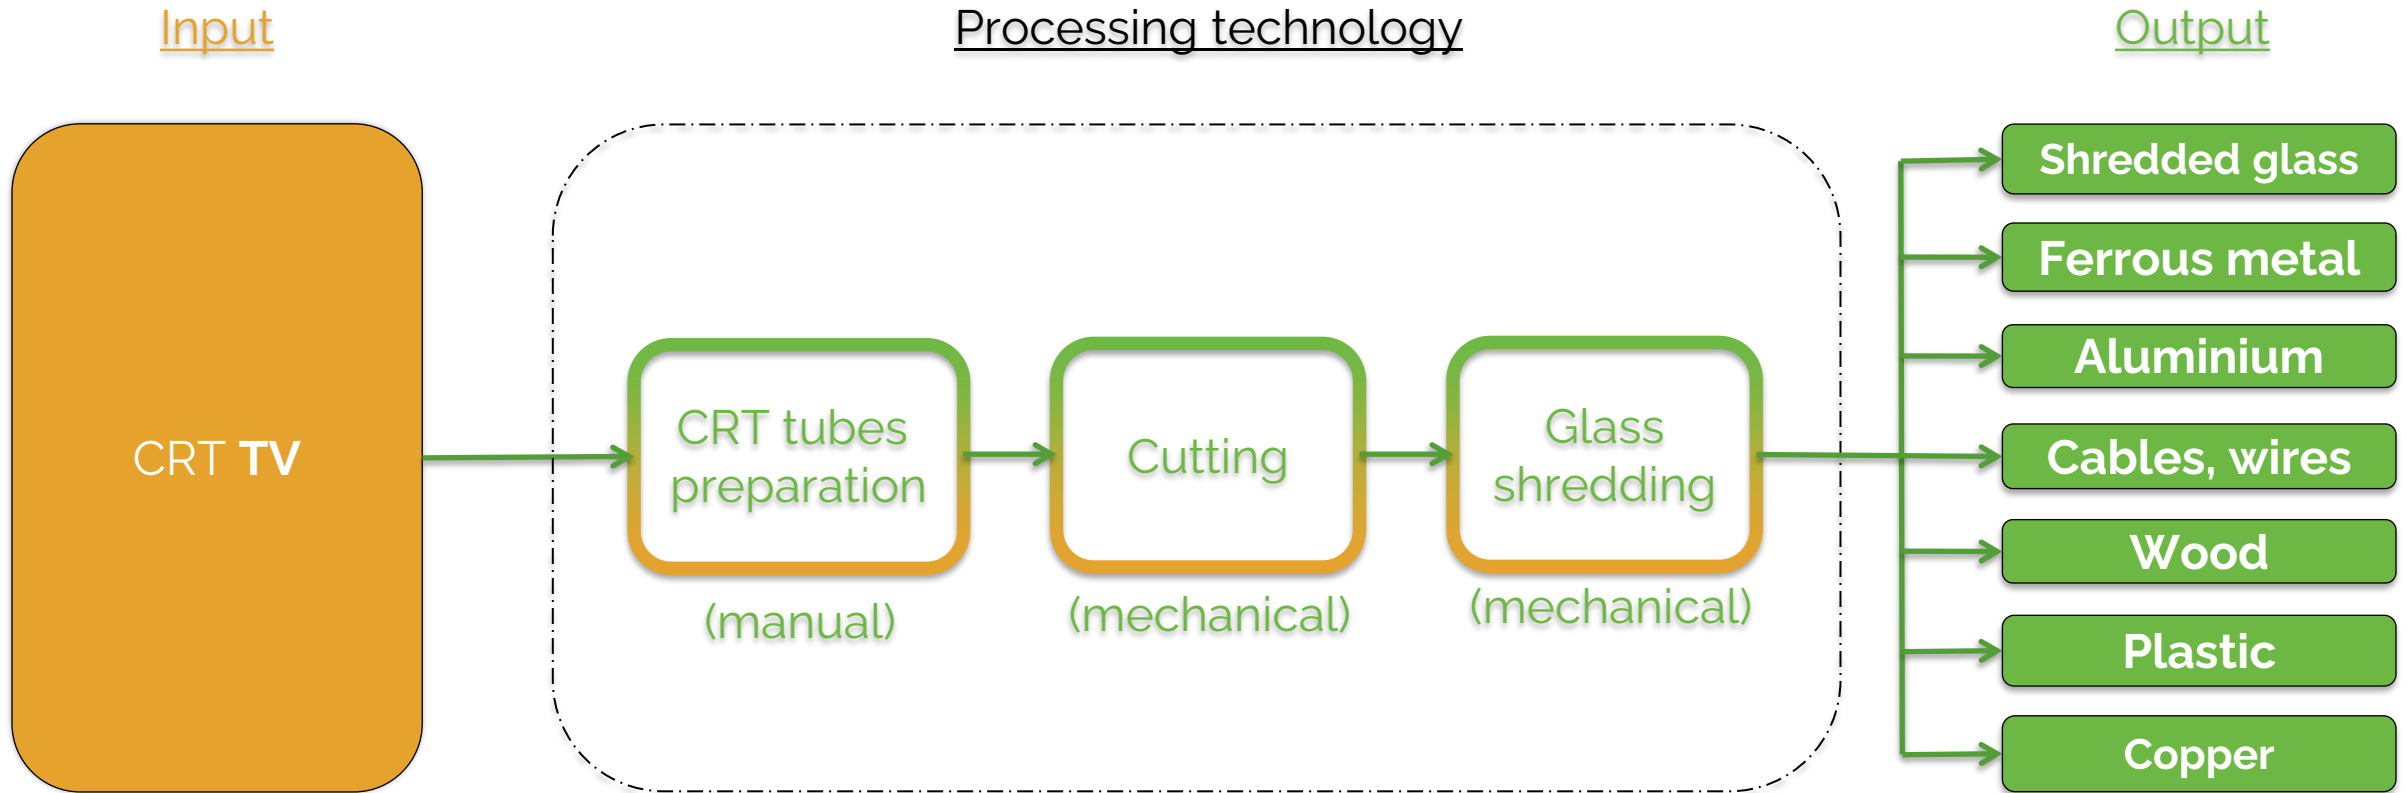 Input
Processing technology
Output
CRT TV
CRT tubes
preparation
(manual)
Cutting
(mechanical)
Glass
shredding
(mechanical)
Shredded glass
Ferrous metal
Aluminium
Cables, wires
Wood
Plastic
Copper